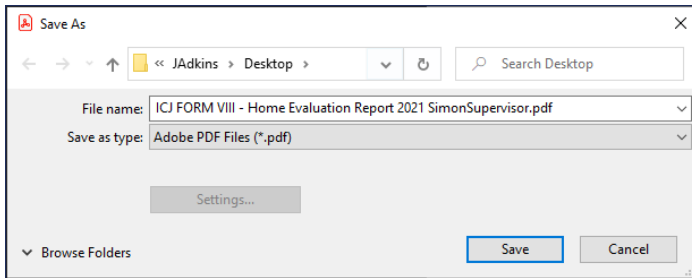 Save As
« JAdkins › Desktop › Search Desktop
File name: ICJ FORM VIII - Home Evaluation Report 2021 SimonSupervisor.pdf
Save as type: Adobe PDF Files (*.pdf)
Settings...
Browse Folders Save Cancel